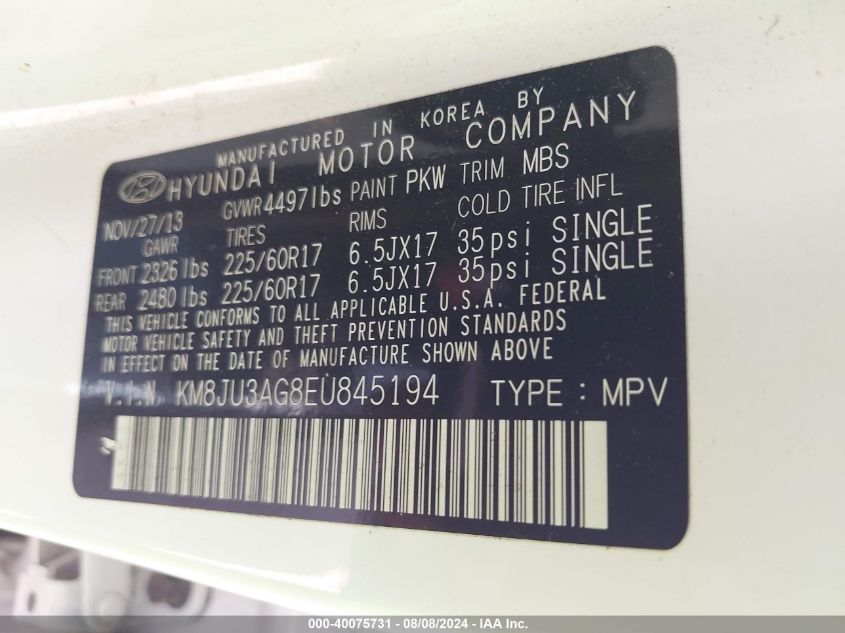 MANUFACTURED IN KOREA BY
HYUNDAI MOTOR COMPANY
NOV/27/13 GVWR 4497lbs PAINT PKW TRIM MBS
GAWR TIRES RIMS COLD TIRE INFL
FRONT 2326 lbs 225/60R17 6.5JX17 35psi SINGLE
REAR 2480 lbs 225/60R17 6.5JX17 35psi SINGLE
THIS VEHICLE CONFORMS TO ALL APPLICABLE U.S.A. FEDERAL
MOTOR VEHICLE SAFETY AND THEFT PREVENTION STANDARDS
IN EFFECT ON THE DATE OF MANUFACTURE SHOWN ABOVE
V.I.N KM8JU3AG8EU845194 TYPE : MPV
000-40075731 - 08/08/2024 - IAA, Inc.